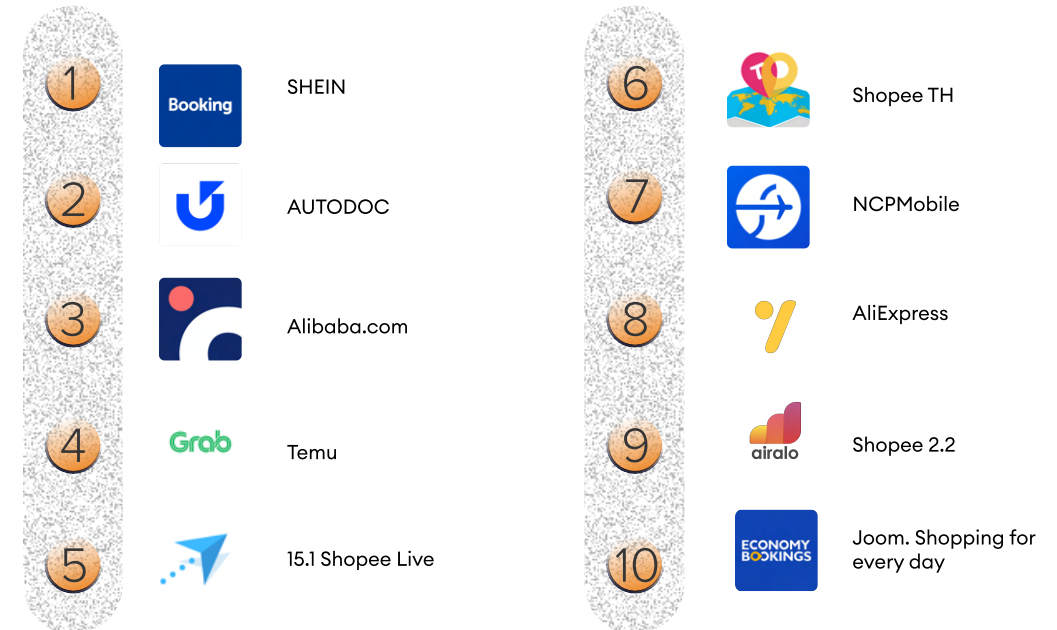 1
Booking
SHEIN
2
AUTODOC
3
Alibaba.com
4
Grab
Temu
5
15.1 Shopee Live
6
T
Shopee TH
7
NCPMobile
8
AliExpress
9
airalo
Shopee 2.2
10
ECONOMY
BOOKINGS
Joom. Shopping for
every day